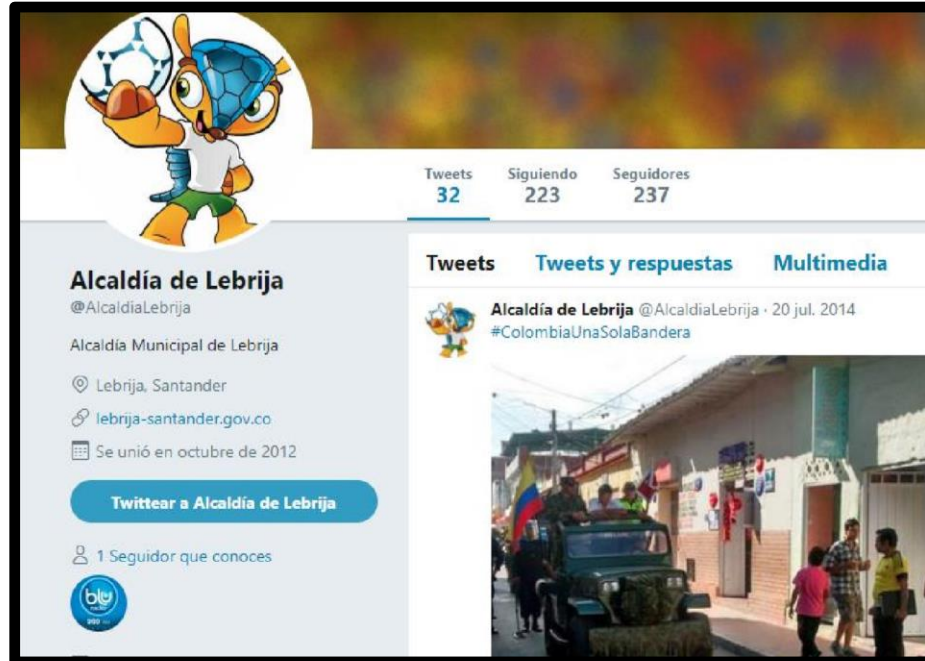 Tweets Siguiendo Seguidores
32 223 237
Tweets Tweets y respuestas Multimedia
Alcaldía de Lebrija
@AlcaldiaLebrija
Alcaldía Municipal de Lebrija
Lebrija, Santander
lebrija-santander.gov.co
Se unió en octubre de 2012
Twittear a Alcaldía de Lebrija
1 Seguidor que conoces
blu
radio
Alcaldía de Lebrija @AlcaldiaLebrija · 20 jul. 2014
#ColombiaUnaSolaBandera